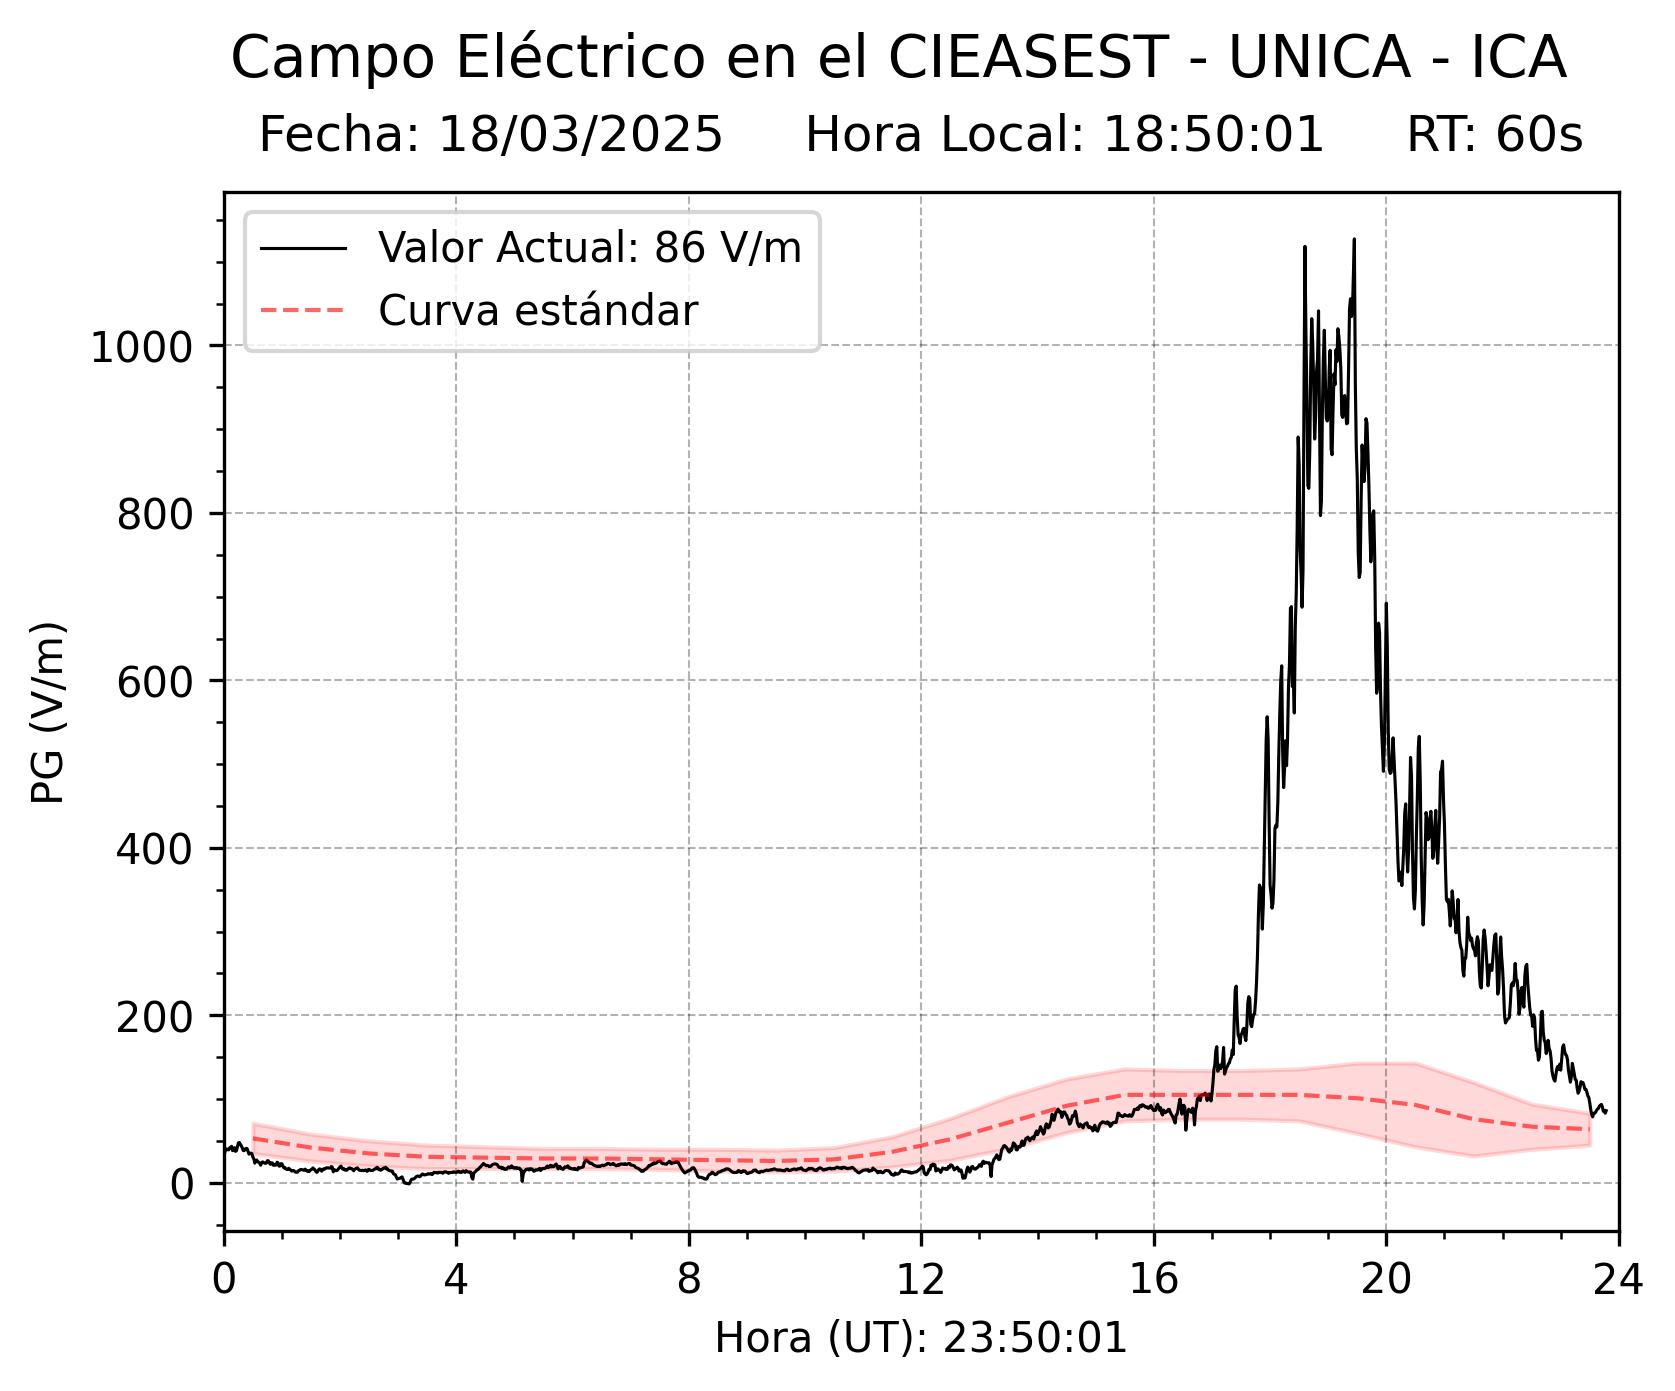 Campo Eléctrico en el CIEASEST - UNICA - ICA
Fecha: 18/03/2025 Hora Local: 18:50:01 RT: 60s
Valor Actual: 86 V/m
Curva estándar
PG (V/m)
1000
800
600
400
200
0
0 4 8 12 16 20 24
Hora (UT): 23:50:01